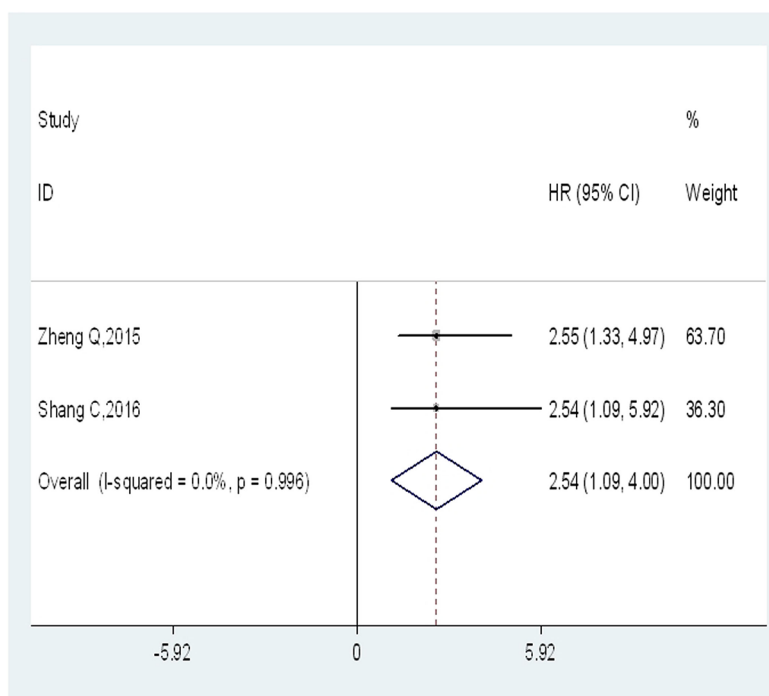 Study %
ID HR (95% CI) Weight
Zheng Q,2015 2.55 (1.33, 4.97) 63.70
Shang C,2016 2.54 (1.09, 5.92) 36.30
Overall (I-squared = 0.0%, p = 0.996) 2.54 (1.09, 4.00) 100.00
-5.92 0 5.92